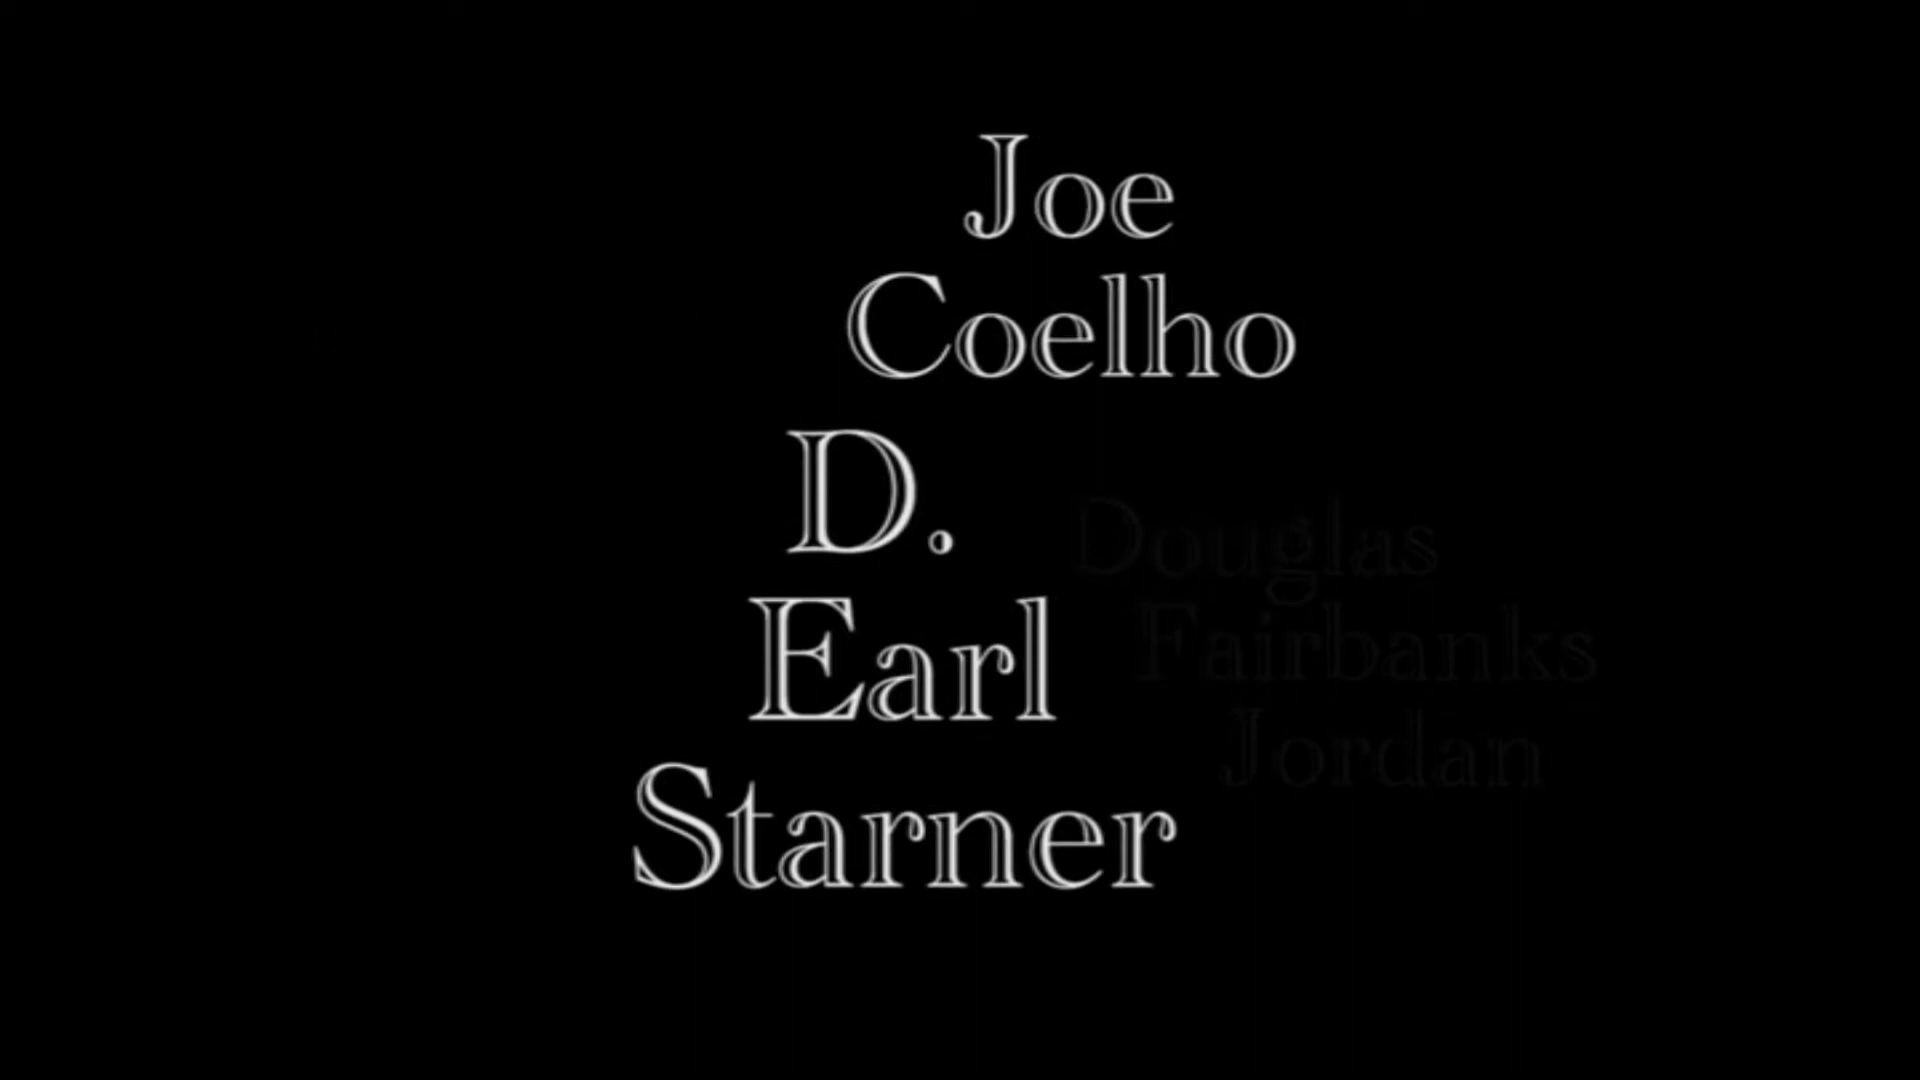 Joe
Coelho
D.
Earl
Starner
Douglas
Fairbanks
Jordan